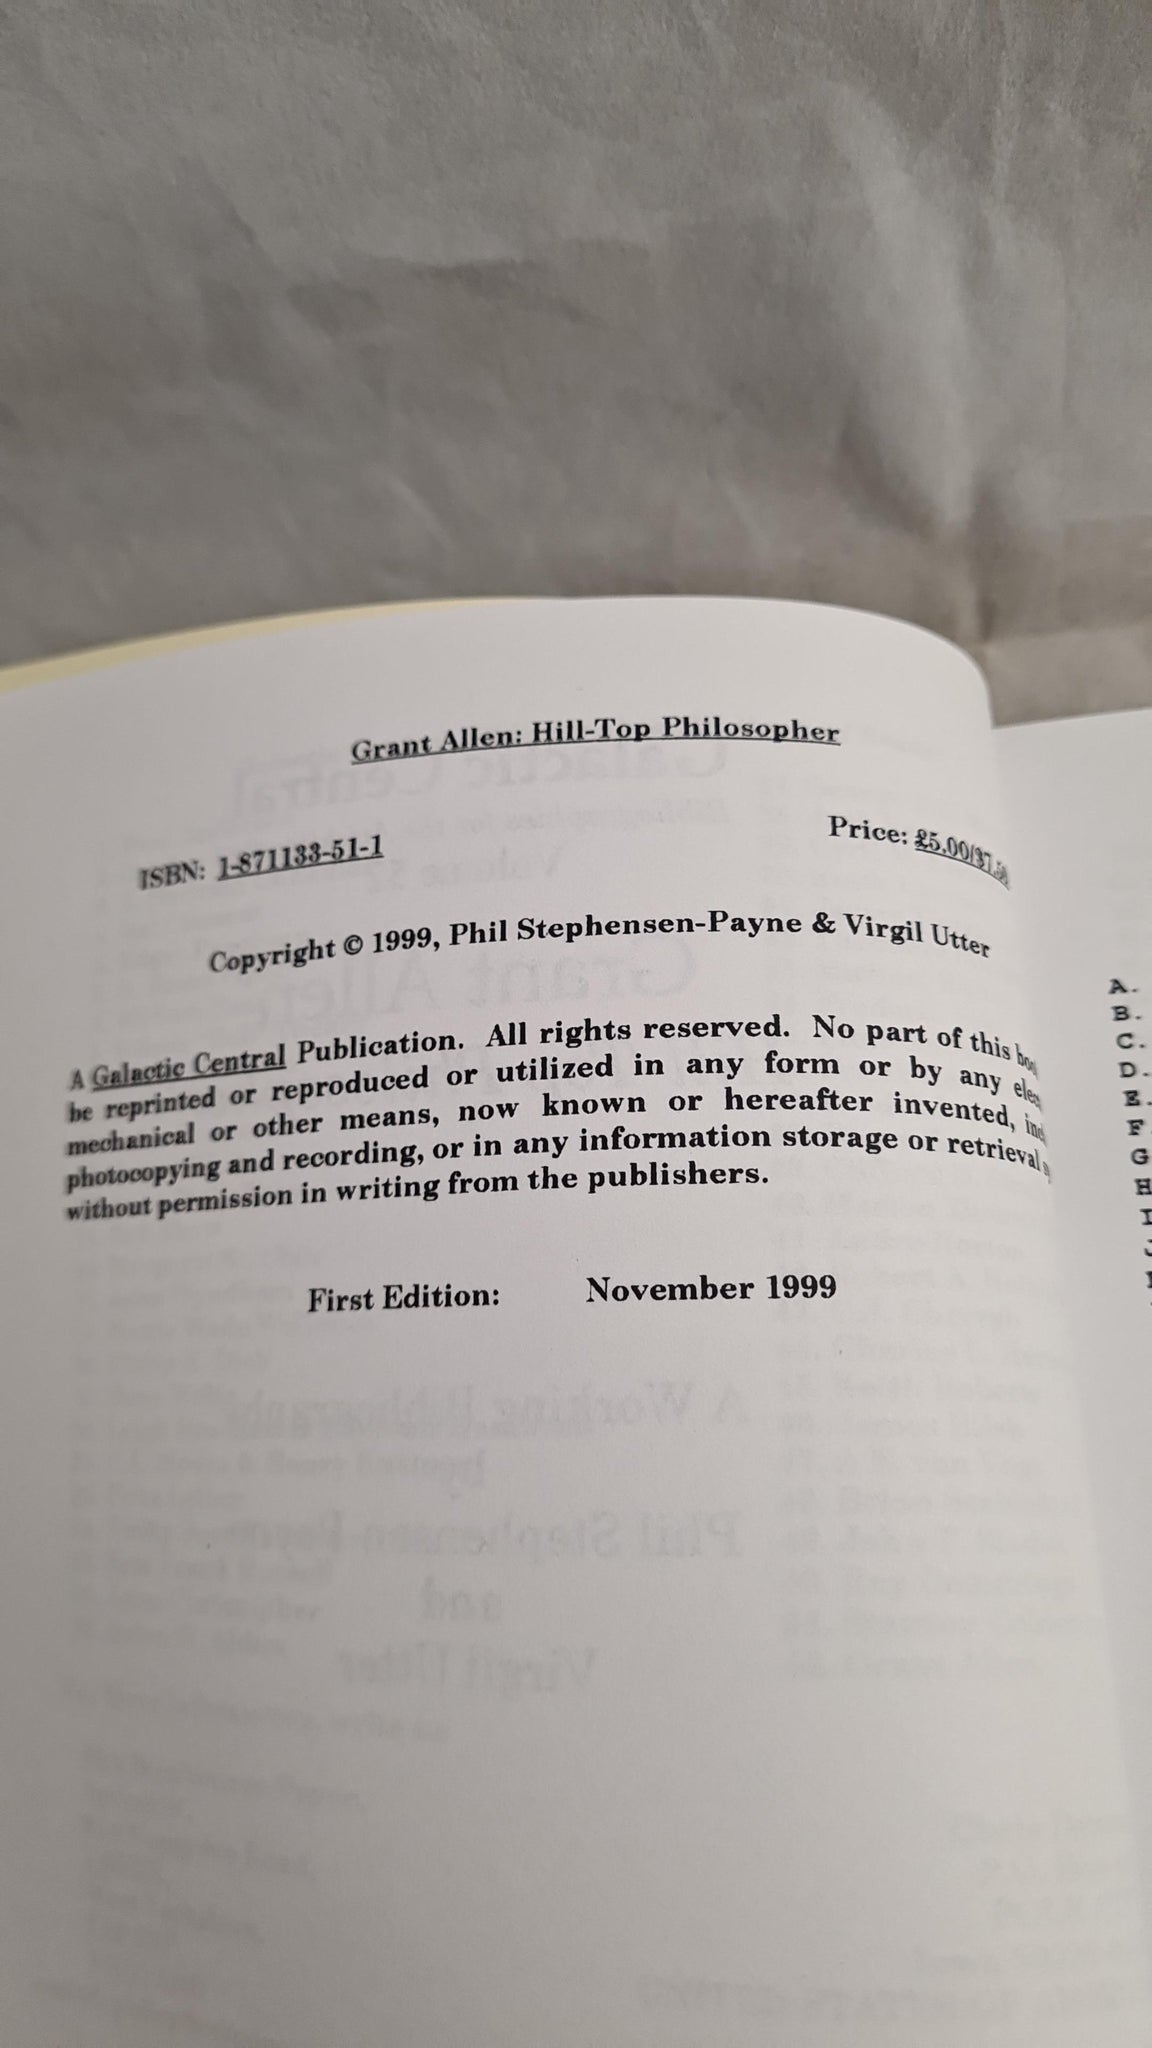 Grant Allen: Hill-Top Philosopher
ISBN: 1-871133-51-1
Price: £5.00/$7.50
Copyright © 1999, Phil Stephensen-Payne & Virgil Utter
A Galactic Central Publication. All rights reserved. No part of this
be reprinted or reproduced or utilized in any form or by any
mechanical or other means, now known or hereafter invented,
photocopying and recording, or in any information storage or retrieval
without permission in writing from the publishers.
First Edition: November 1999
A.
B.
C.
D.
E.
F
G
H
I